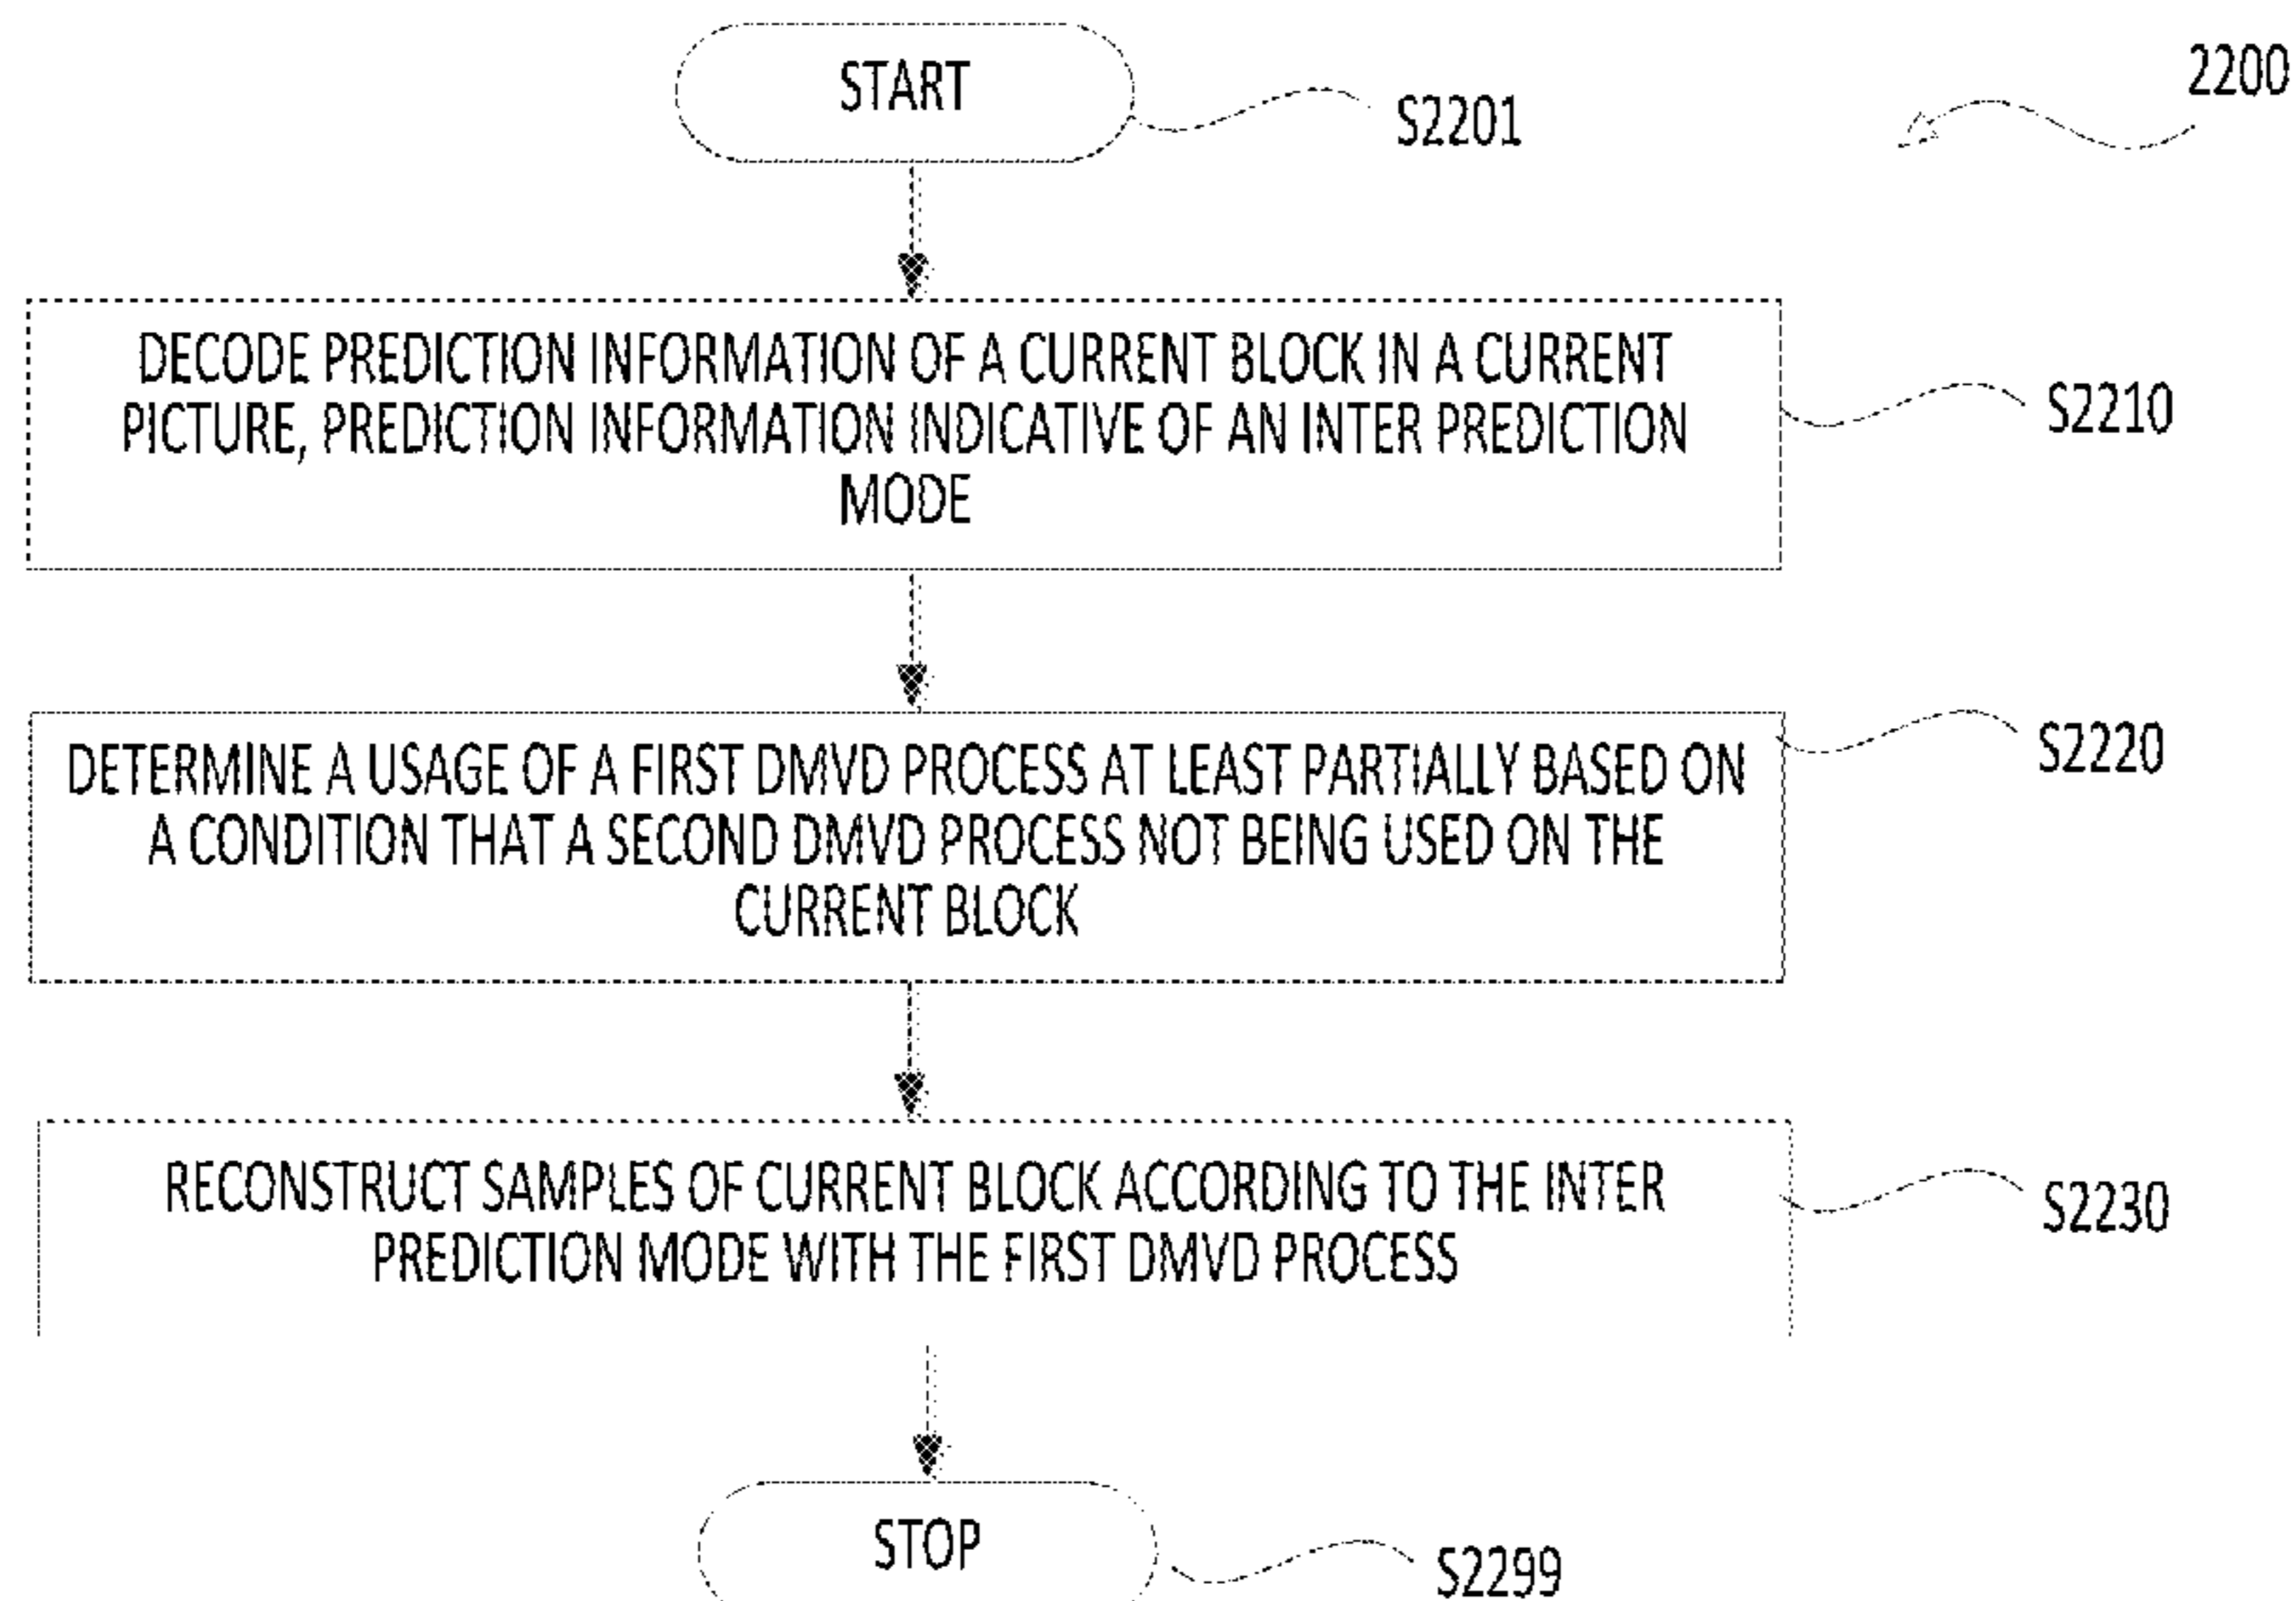 START
S2201
2200
DECODE PREDICTION INFORMATION OF A CURRENT BLOCK IN A CURRENT
PICTURE, PREDICTION INFORMATION INDICATIVE OF AN INTER PREDICTION
MODE
S2210
DETERMINE A USAGE OF A FIRST DMVD PROCESS AT LEAST PARTIALLY BASED ON
A CONDITION THAT A SECOND DMVD PROCESS NOT BEING USED ON THE
CURRENT BLOCK
S2220
RECONSTRUCT SAMPLES OF CURRENT BLOCK ACCORDING TO THE INTER
PREDICTION MODE WITH THE FIRST DMVD PROCESS
S2230
STOP
S2299